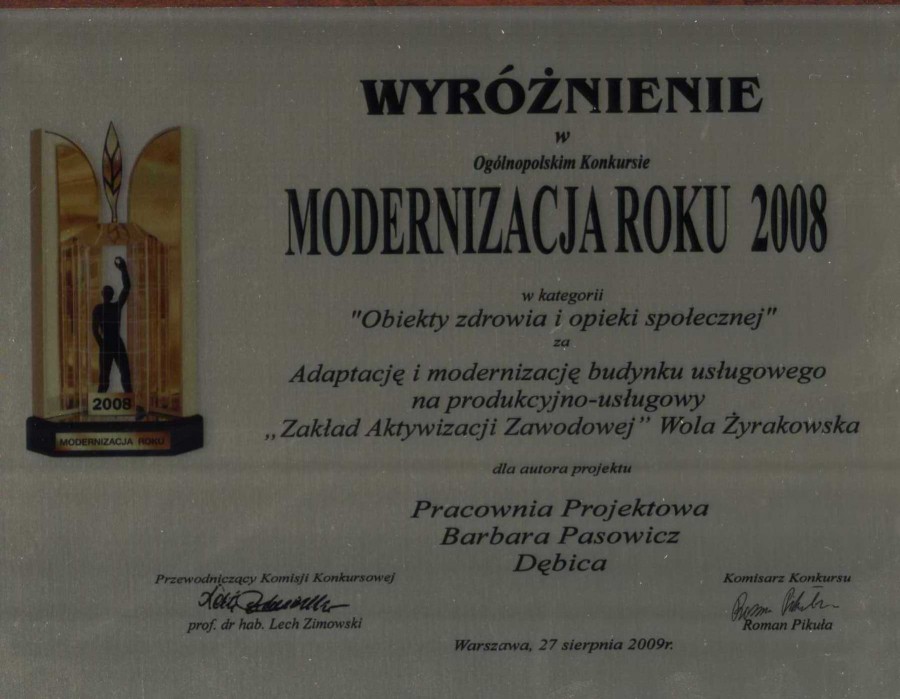 WYRÓŻNIENIE
w
Ogólnopolskim Konkursie
MODERNIZACJA ROKU 2008
w kategorii
"Obiekty zdrowia i opieki społecznej"
za
Adaptację i modernizację budynku usługowego
na produkcyjno-usługowy
„Zakład Aktywizacji Zawodowej” Wola Żyrakowska
dla autora projektu
Pracownia Projektowa
Barbara Pasowicz
Dębica
2008
MODERNIZACJA ROKU
Przewodniczący Komisji Konkursowej
prof. dr hab. Lech Zimowski
Komisarz Konkursu
Roman Pikuła
Warszawa, 27 sierpnia 2009r.